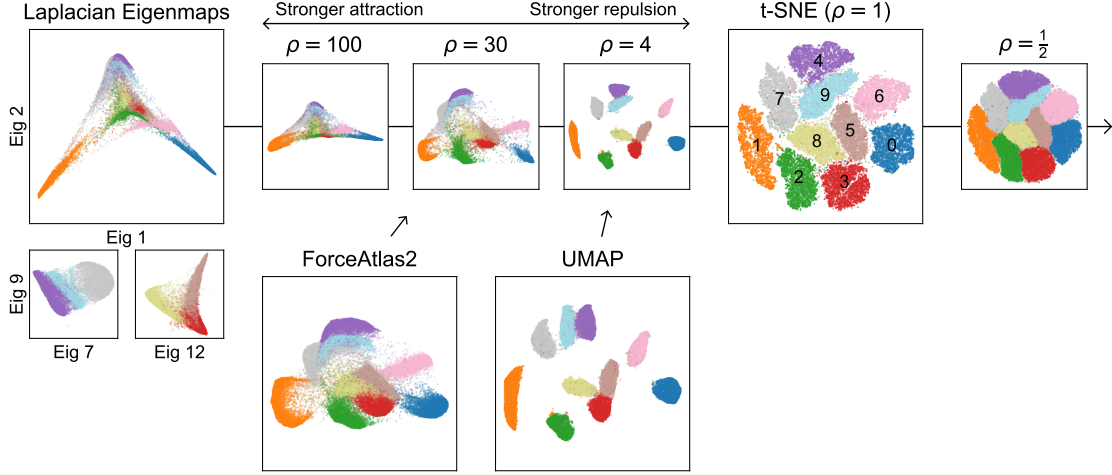 Laplacian Eigenmaps
Stronger attraction
Stronger repulsion
t-SNE (ρ = 1)
ρ = 100
ρ = 30
ρ = 4
ρ = 1/2
Eig 2
Eig 1
4
7
9
6
1
8
5
0
2
3
ForceAtlas2
UMAP
Eig 9
Eig 7
Eig 12